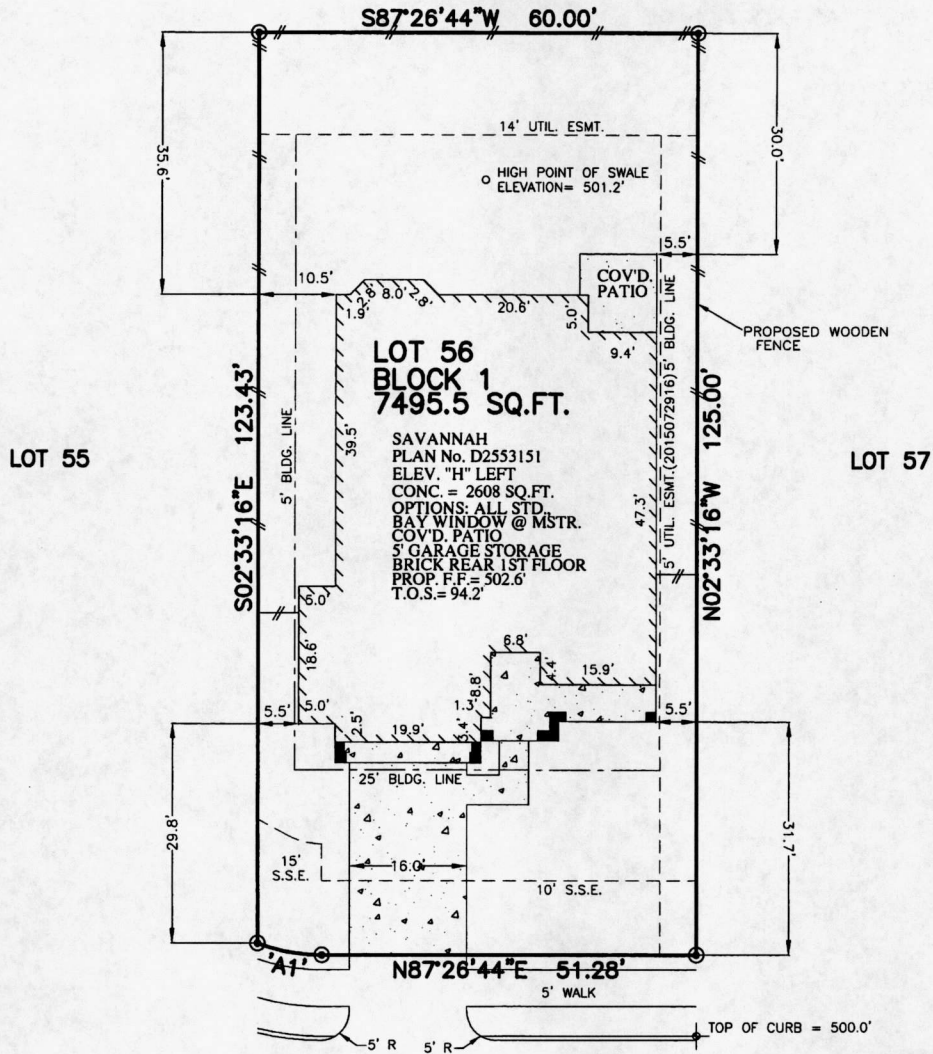 S87°26'44"W 60.00'
35.6'
30.0'
14' UTIL. ESMT.
HIGH POINT OF SWALE
ELEVATION= 501.2'
5.5'
10.5'
COV'D.
PATIO
2.8'
8.0'
2.8'
1.9'
20.6'
5.0'
9.4'
PROPOSED WOODEN
FENCE
LOT 56
BLOCK 1
7495.5 SQ.FT.
S02°33'16"E 123.43'
5' BLDG. LINE
39.5'
SAVANNAH
PLAN No. D2553151
ELEV. "H" LEFT
CONC. = 2608 SQ.FT.
OPTIONS: ALL STD.,
BAY WINDOW @ MSTR.
COV'D. PATIO
5' GARAGE STORAGE
BRICK REAR 1ST FLOOR
PROP. F.F.= 502.6'
T.O.S.= 94.2'
47.3'
5' UTIL. ESMT.(20150772916) 5' BLDG. LINE
N02°33'16"W 125.00'
LOT 55
LOT 57
18.6'
6.8'
4.4'
15.9'
8.8'
1.3'
5.5'
5.0'
2.5'
19.9'
3.4'
5.5'
25' BLDG. LINE
29.8'
31.7'
15'
S.S.E.
16.0'
10' S.S.E.
'A1'
N87°26'44"E 51.28'
5' WALK
TOP OF CURB = 500.0'
5' R
5' R